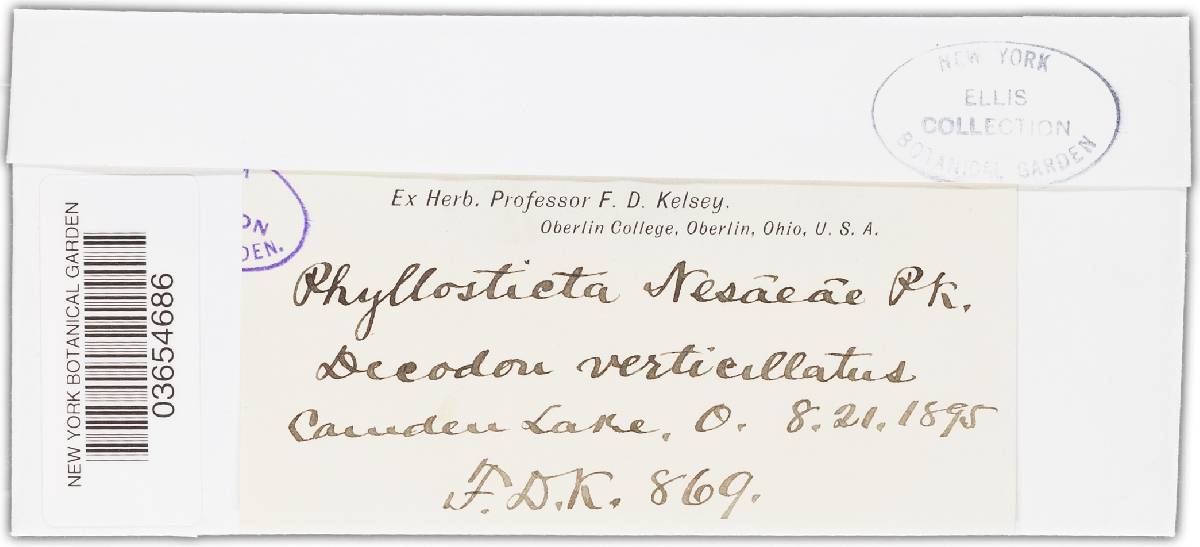 NEW YORK
ELLIS
COLLECTION
BOTANICAL GARDEN
Ex Herb. Professor F. D. Kelsey.
Oberlin College, Oberlin, Ohio, U. S. A.
Phyllosticta Nesaeae Pk.
Decodon verticillatus
Camden Lake, O. 8.21.1895
F.D.K. 869.
NEW YORK BOTANICAL GARDEN
03654686